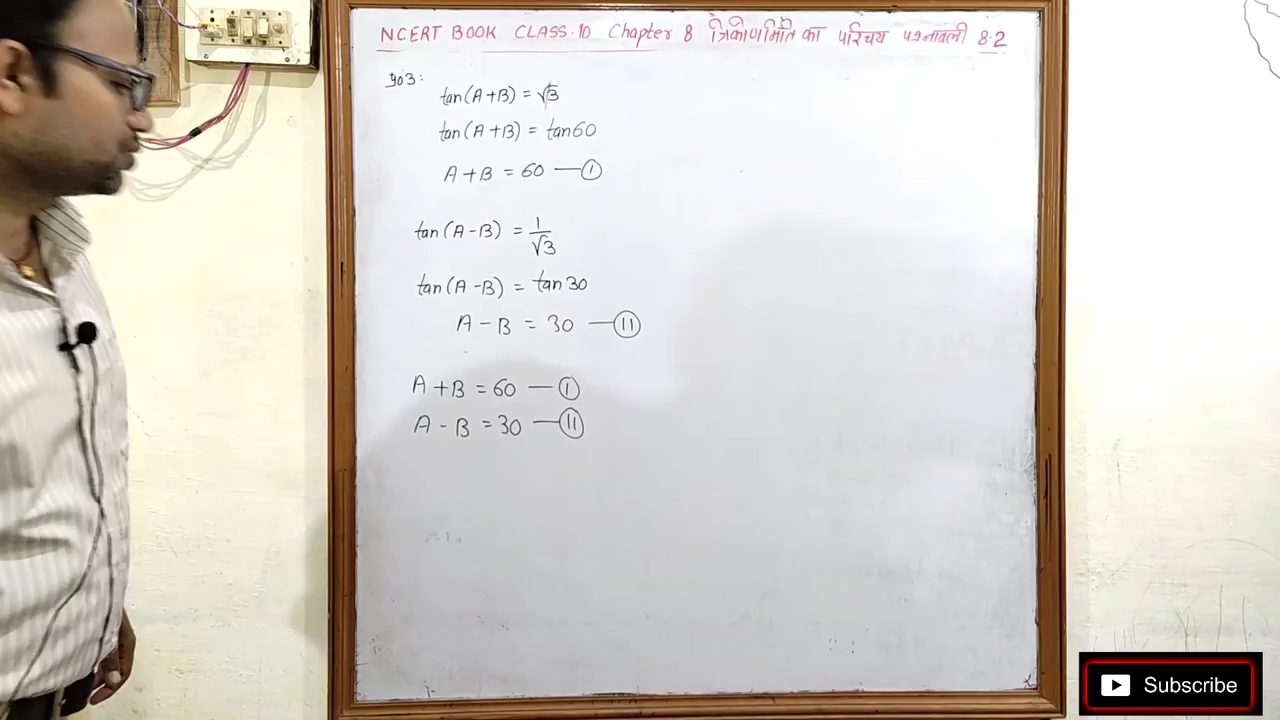 NCERT BOOK CLASS.10 Chapter 8 त्रिकोणमिति का परिचय प्रश्नावली 8.2
प्र03:
tan(A+B) = √3
tan(A+B) = tan60
A+B = 60 — ①
tan(A-B) = 1/√3
tan(A-B) = tan30
A-B = 30 — ⑪
A+B = 60 — ①
A-B = 30 — ⑪
Subscribe